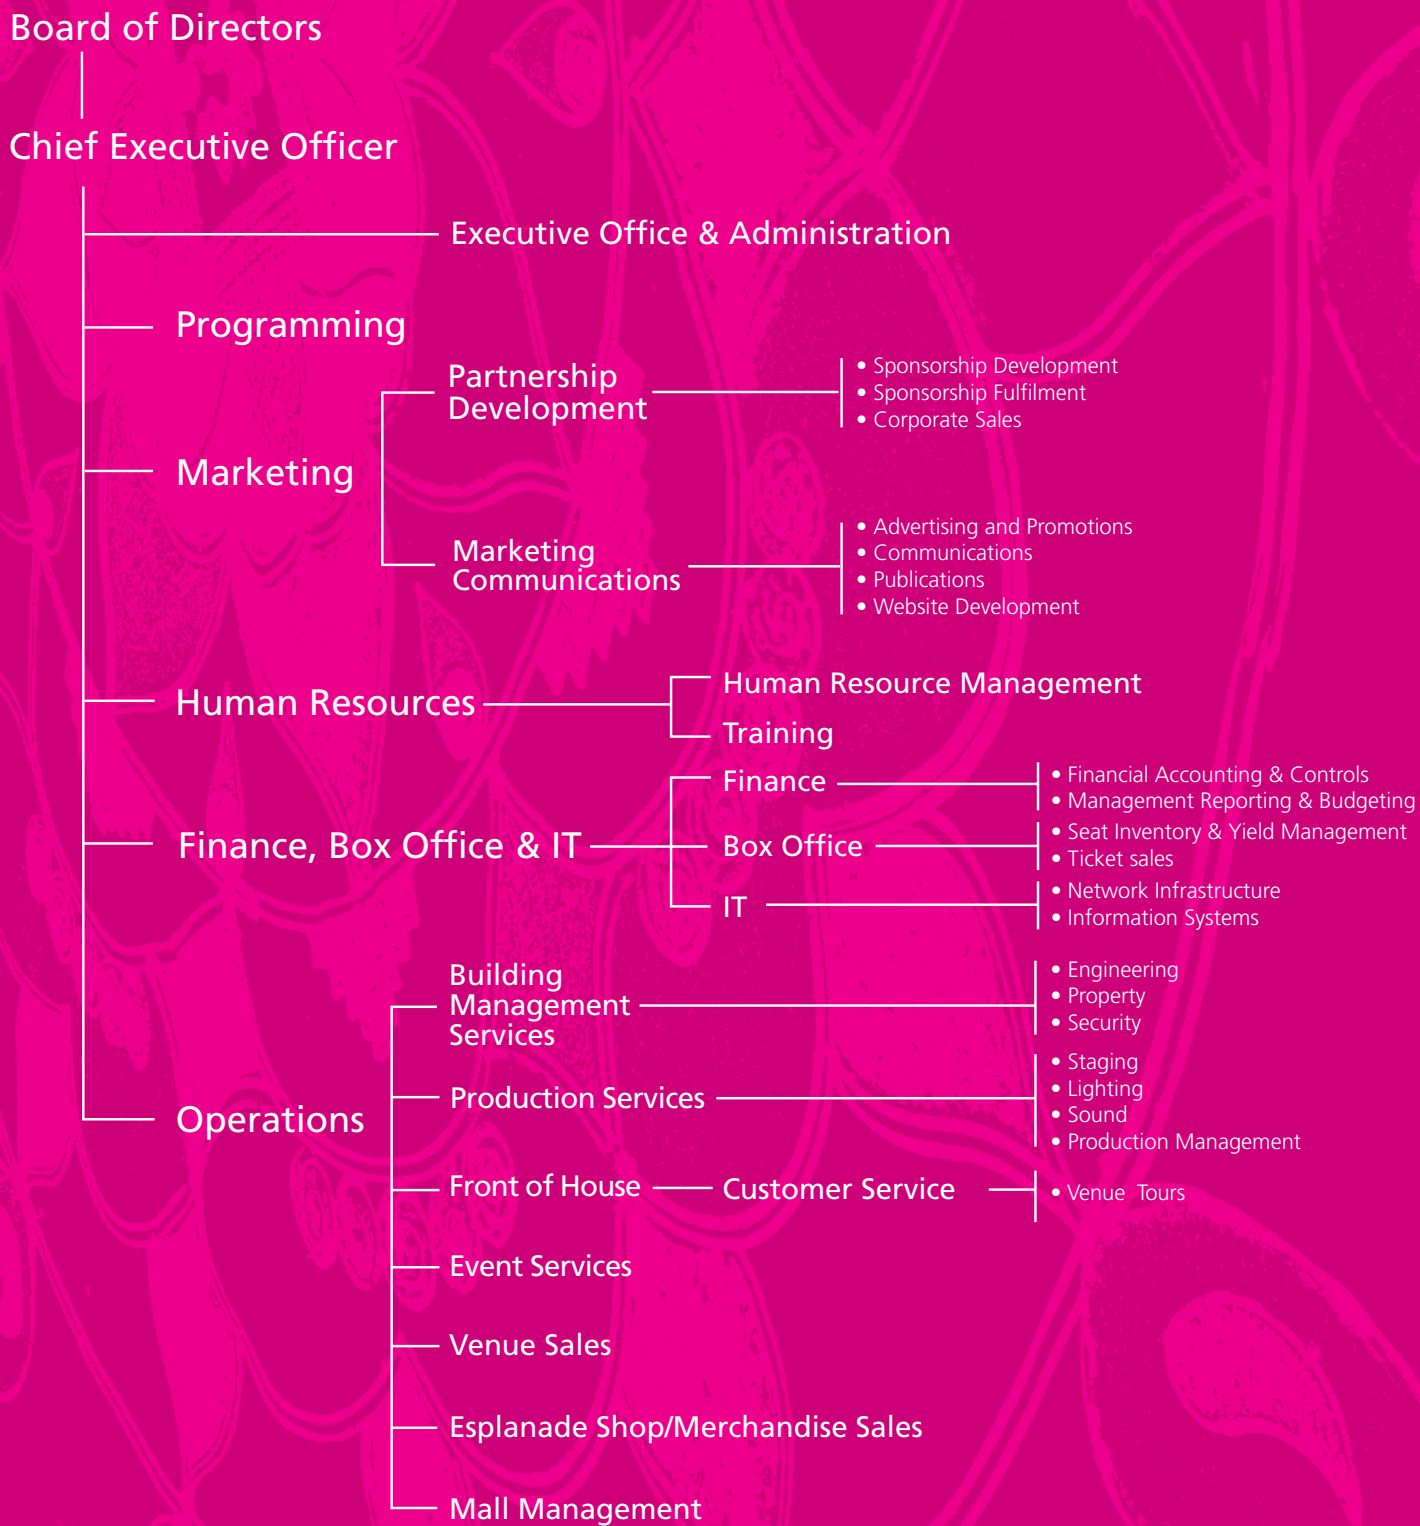 Board of Directors
Chief Executive Officer
Executive Office & Administration
Programming
Partnership
Development
• Sponsorship Development
• Sponsorship Fulfilment
• Corporate Sales
Marketing
Marketing
Communications
• Advertising and Promotions
• Communications
• Publications
• Website Development
Human Resources
Human Resource Management
Training
Finance, Box Office & IT
Finance
• Financial Accounting & Controls
• Management Reporting & Budgeting
Box Office
• Seat Inventory & Yield Management
• Ticket sales
IT
• Network Infrastructure
• Information Systems
Operations
Building
Management
Services
• Engineering
• Property
• Security
Production Services
• Staging
• Lighting
• Sound
• Production Management
Front of House
Customer Service
• Venue Tours
Event Services
Venue Sales
Esplanade Shop/Merchandise Sales
Mall Management